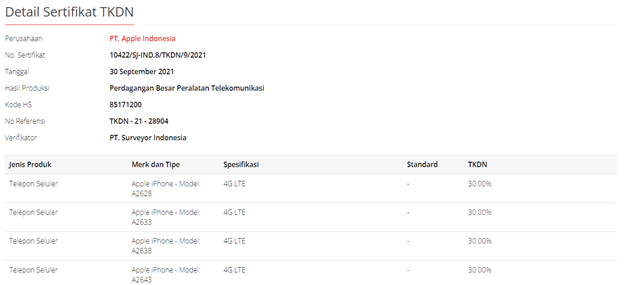 Detail Sertifikat TKDN
Perusahaan PT. Apple Indonesia
No. Sertifikat 10422/SJ-IND.8/TKDN/9/2021
Tanggal 30 September 2021
Hasil Produksi Perdagangan Besar Peralatan Telekomunikasi
Kode HS 85171200
No Referensi TKDN - 21 - 28904
Verifikator PT. Surveyor Indonesia
Jenis Produk Merk dan Tipe Spesifikasi Standard TKDN
Telepon Seluler Apple iPhone - Model: 4G LTE - 30.00%
A2628
Telepon Seluler Apple iPhone - Model: 4G LTE - 30.00%
A2633
Telepon Seluler Apple iPhone - Model: 4G LTE - 30.00%
A2638
Telepon Seluler Apple iPhone - Model: 4G LTE - 30.00%
A2643